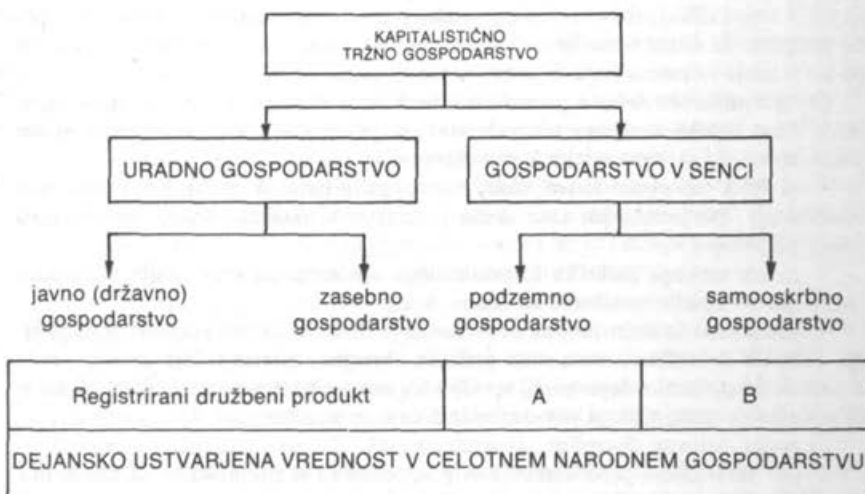 KAPITALISTIČNO
TRŽNO GOSPODARSTVO
URADNO GOSPODARSTVO
GOSPODARSTVO V SENCI
javno (državno)
gospodarstvo
zasebno
gospodarstvo
podzemno
gospodarstvo
samooskrbno
gospodarstvo
Registrirani družbeni produkt
A
B
DEJANSKO USTVARJENA VREDNOST V CELOTNEM NARODNEM GOSPODARSTVU